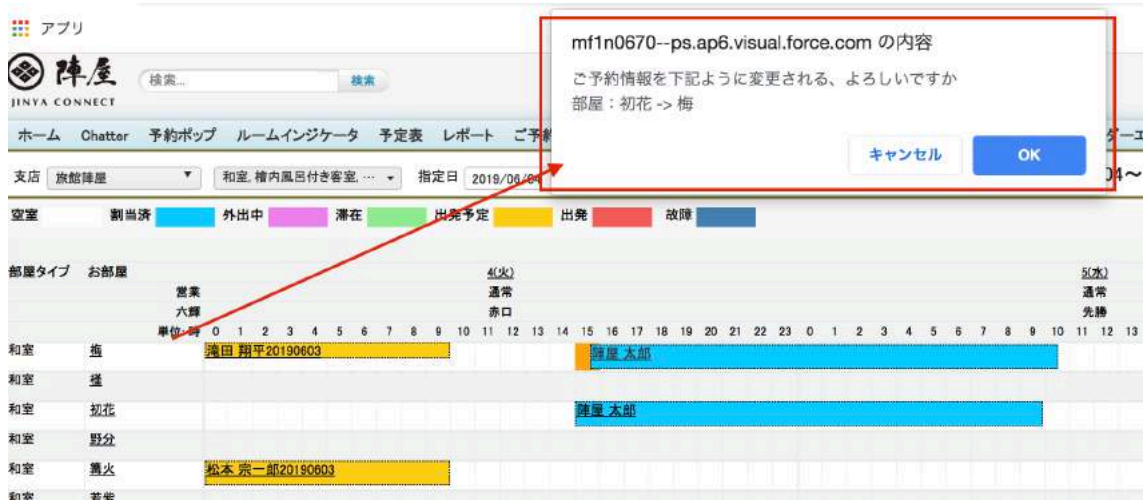 アプリ
陣屋
JINYA CONNECT
検索...
検索
mf1n0670--ps.ap6.visual.force.com の内容
ご予約情報を下記ように変更される、よろしいですか
部屋：初花 -> 梅
キャンセル
OK
ホーム Chatter 予約ポップ ルームインジケータ 予定表 レポート ご予約
支店 旅館陣屋 和室, 檜内風呂付き客室, … 指定日 2019/06/04 04～
空室 割当済 外出中 滞在 出発予定 出発 故障
部屋タイプ お部屋 4(火) 5(水)
営業 通常 通常
六輝 赤口 先勝
単位:時 0 1 2 3 4 5 6 7 8 9 10 11 12 13 14 15 16 17 18 19 20 21 22 23 0 1 2 3 4 5 6 7 8 9 10 11 12 13
和室 梅 滝田 翔平20190603 陣屋 太郎
和室
和室 初花 陣屋 太郎
和室 野分
和室 篝火 松本 宗一郎20190603
和室 若紫